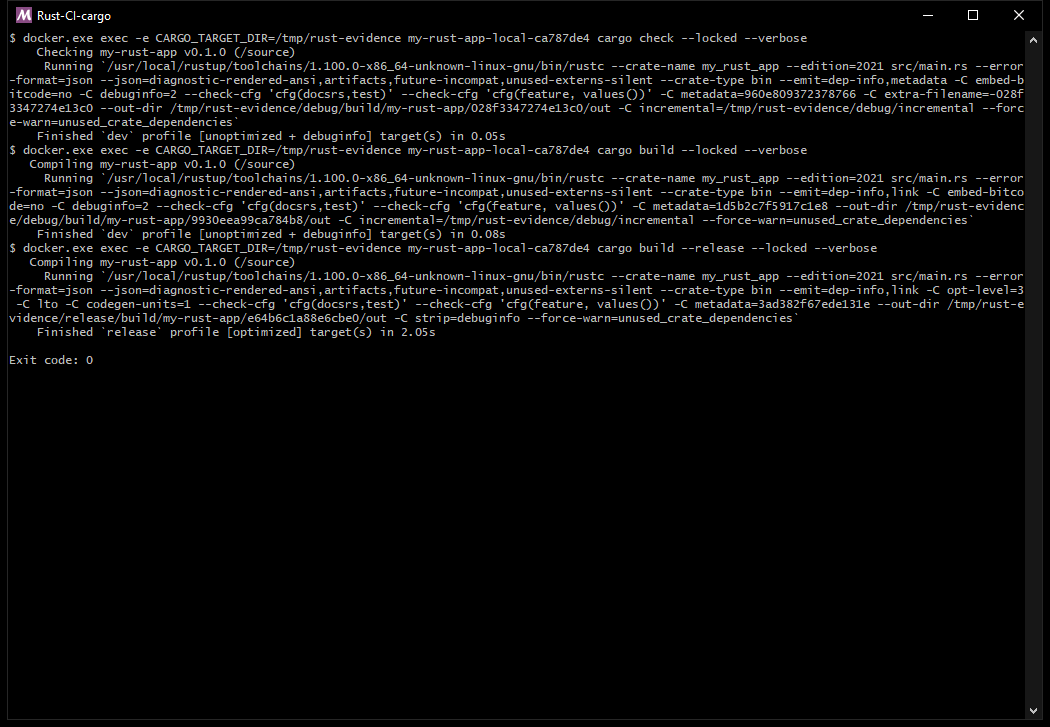 Rust-CI-cargo
$ docker.exe exec -e CARGO_TARGET_DIR=/tmp/rust-evidence my-rust-app-local-ca787de4 cargo check --locked --verbose
    Checking my-rust-app v0.1.0 (/source)
     Running `/usr/local/rustup/toolchains/1.100.0-x86_64-unknown-linux-gnu/bin/rustc --crate-name my_rust_app --edition=2021 src/main.rs --error
-format=json --json=diagnostic-rendered-ansi,artifacts,future-incompat,unused-externs-silent --crate-type bin --emit=dep-info,metadata -C embed-b
itcode=no -C debuginfo=2 --check-cfg 'cfg(docsrs,test)' --check-cfg 'cfg(feature, values())' -C metadata=960e809372378766 -C extra-filename=-028f
3347274e13c0 --out-dir /tmp/rust-evidence/debug/build/my-rust-app/028f3347274e13c0/out -C incremental=/tmp/rust-evidence/debug/incremental --forc
e-warn=unused_crate_dependencies`
    Finished `dev` profile [unoptimized + debuginfo] target(s) in 0.05s
$ docker.exe exec -e CARGO_TARGET_DIR=/tmp/rust-evidence my-rust-app-local-ca787de4 cargo build --locked --verbose
   Compiling my-rust-app v0.1.0 (/source)
     Running `/usr/local/rustup/toolchains/1.100.0-x86_64-unknown-linux-gnu/bin/rustc --crate-name my_rust_app --edition=2021 src/main.rs --error
-format=json --json=diagnostic-rendered-ansi,artifacts,future-incompat,unused-externs-silent --crate-type bin --emit=dep-info,link -C embed-bitco
de=no -C debuginfo=2 --check-cfg 'cfg(docsrs,test)' --check-cfg 'cfg(feature, values())' -C metadata=1d5b2c7f5917c1e8 --out-dir /tmp/rust-evidenc
e/debug/build/my-rust-app/9930eea99ca784b8/out -C incremental=/tmp/rust-evidence/debug/incremental --force-warn=unused_crate_dependencies`
    Finished `dev` profile [unoptimized + debuginfo] target(s) in 0.08s
$ docker.exe exec -e CARGO_TARGET_DIR=/tmp/rust-evidence my-rust-app-local-ca787de4 cargo build --release --locked --verbose
   Compiling my-rust-app v0.1.0 (/source)
     Running `/usr/local/rustup/toolchains/1.100.0-x86_64-unknown-linux-gnu/bin/rustc --crate-name my_rust_app --edition=2021 src/main.rs --error
-format=json --json=diagnostic-rendered-ansi,artifacts,future-incompat,unused-externs-silent --crate-type bin --emit=dep-info,link -C opt-level=3
 -C lto -C codegen-units=1 --check-cfg 'cfg(docsrs,test)' --check-cfg 'cfg(feature, values())' -C metadata=3ad382f67ede131e --out-dir /tmp/rust-e
vidence/release/build/my-rust-app/e64b6c1a88e6cbe0/out -C strip=debuginfo --force-warn=unused_crate_dependencies`
    Finished `release` profile [optimized] target(s) in 2.05s
Exit code: 0